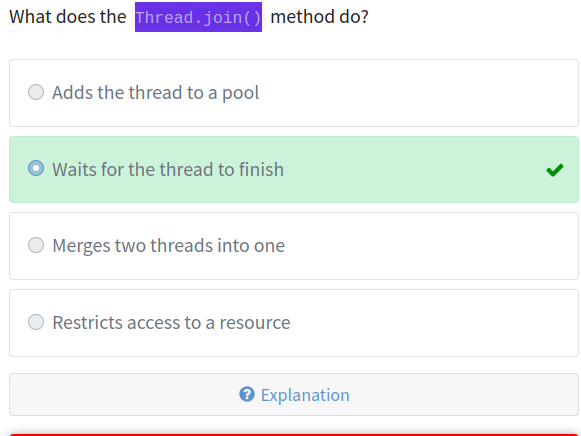 What does the Thread.join() method do?
Adds the thread to a pool
Waits for the thread to finish
Merges two threads into one
Restricts access to a resource
Explanation